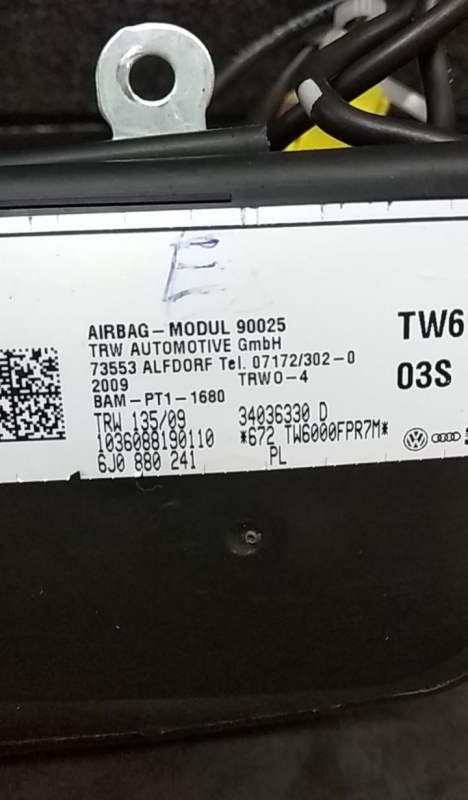 E
AIRBAG-MODUL 90025
TRW AUTOMOTIVE GmbH
73553 ALFDORF Tel. 07172/302-0
2009 TRWO-4
BAM-PT1-1680
TRW 135/09 34036330 D
1036088190110 *672 TW6000FPR7M*
6J0 880 241 PL
TW6
03S